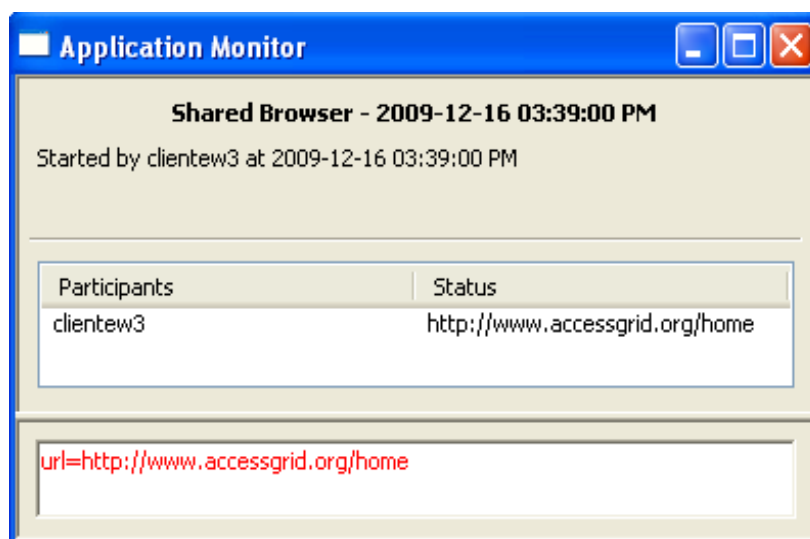 Application Monitor
Shared Browser - 2009-12-16 03:39:00 PM
Started by clientew3 at 2009-12-16 03:39:00 PM
Participants Status
clientew3 http://www.accessgrid.org/home
url=http://www.accessgrid.org/home